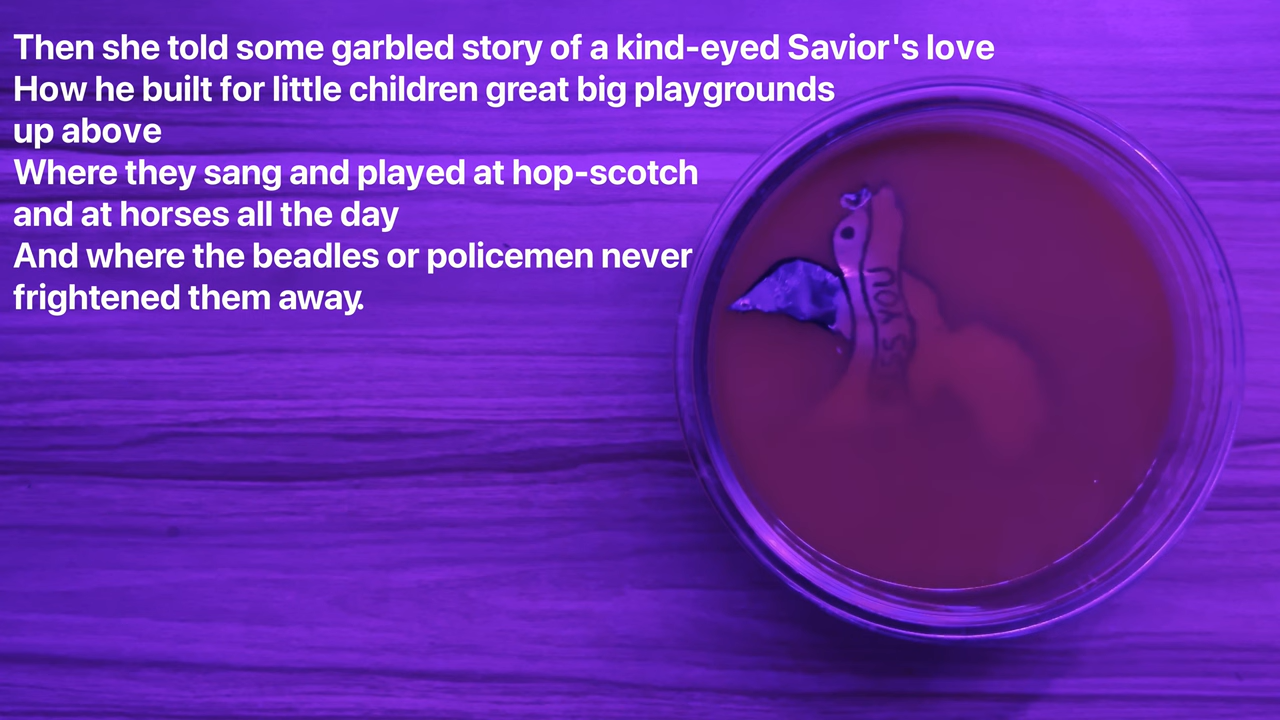 Then she told some garbled story of a kind-eyed Savior's love
How he built for little children great big playgrounds
up above
Where they sang and played at hop-scotch
and at horses all the day
And where the beadles or policemen never
frightened them away.
YOU